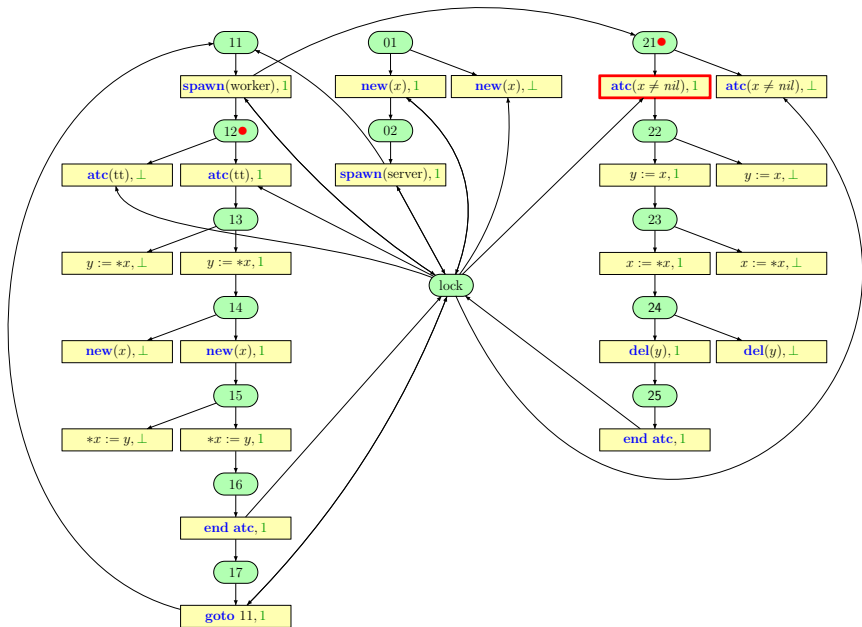 11
01
21
spawn(worker), 1
new(x), 1
new(x), ⊥
atc(x ≠ nil), 1
atc(x ≠ nil), ⊥
12
02
22
atc(tt), ⊥
atc(tt), 1
spawn(server), 1
y := x, 1
y := x, ⊥
13
23
y := *x, ⊥
y := *x, 1
x := *x, 1
x := *x, ⊥
lock
14
24
new(x), ⊥
new(x), 1
del(y), 1
del(y), ⊥
15
25
*x := y, ⊥
*x := y, 1
end atc, 1
16
end atc, 1
17
goto 11, 1